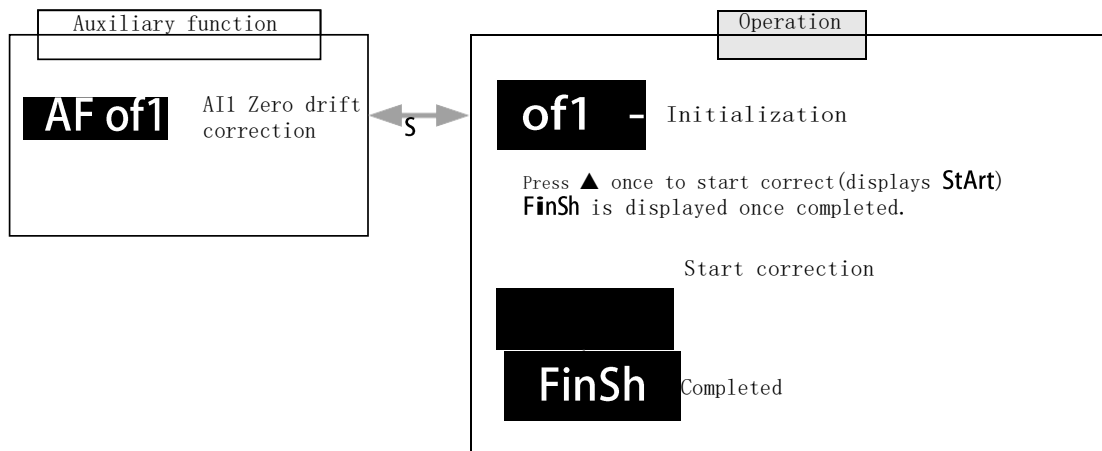 Auxiliary function
AF of1
AI1 Zero drift
correction
S
Operation
of1 -
Initialization
Press ▲ once to start correct(displays StArt)
FinSh is displayed once completed.
Start correction
FinSh
Completed